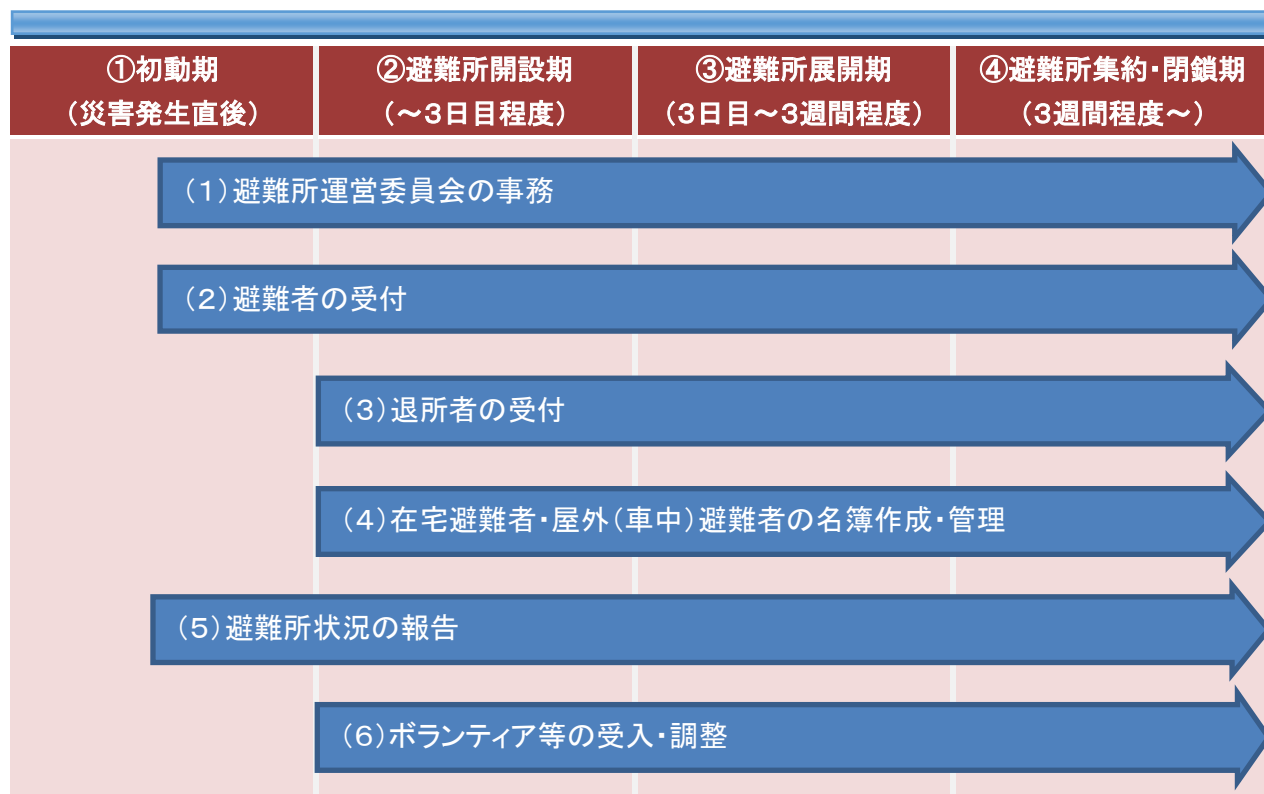 ①初動期
(災害発生直後)
②避難所開設期
(～3日目程度)
③避難所展開期
(3日目～3週間程度)
④避難所集約・閉鎖期
(3週間程度～)
(1)避難所運営委員会の事務
(2)避難者の受付
(3)退所者の受付
(4)在宅避難者・屋外(車中)避難者の名簿作成・管理
(5)避難所状況の報告
(6)ボランティア等の受入・調整